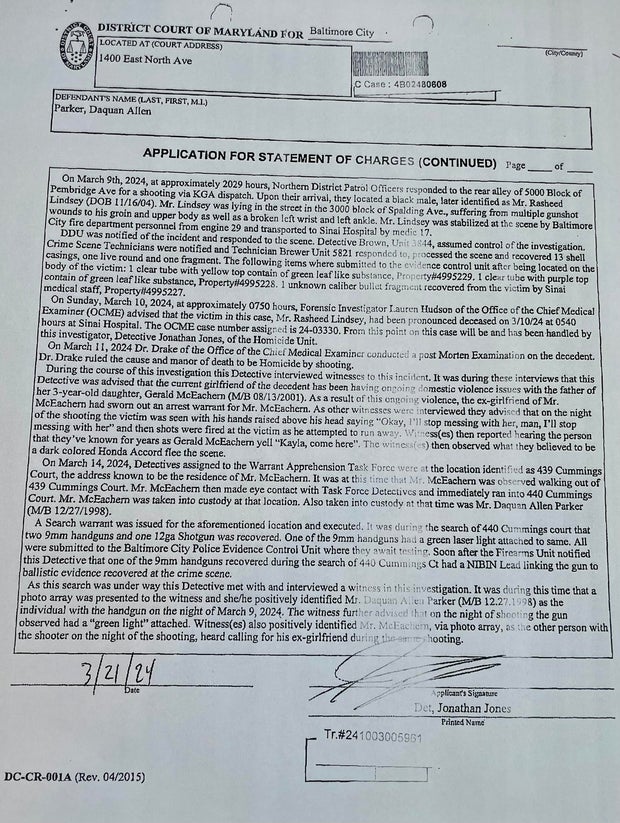 DISTRICT COURT OF MARYLAND FOR Baltimore City
LOCATED AT (COURT ADDRESS)
1400 East North Ave
(City/County)
C Case : 4B02480808
DEFENDANT'S NAME (LAST, FIRST, M.I.)
Parker, Daquan Allen
APPLICATION FOR STATEMENT OF CHARGES (CONTINUED) Page ___ of ___
On March 9th, 2024, at approximately 2029 hours, Northern District Patrol Officers responded to the rear alley of 5000 Block of
Pembridge Ave for a shooting via KGA dispatch. Upon their arrival, they located a black male, later identified as Mr. Rasheed
Lindsey (DOB 11/16/04). Mr. Lindsey was lying in the street in the 3000 block of Spalding Ave., suffering from multiple gunshot
wounds to his groin and upper body as well as a broken left wrist and left ankle. Mr. Lindsey was stabilized at the scene by Baltimore
City fire department personnel from engine 29 and transported to Sinai Hospital by medic 17.
DDU was notified of the incident and responded to the scene. Detective Brown, Unit 3844, assumed control of the investigation.
Crime Scene Technicians were notified and Technician Brewer Unit 5821 responded to, processed the scene and recovered 13 shell
casings, one live round and one fragment. The following items where submitted to the evidence control unit after being located on the
body of the victim: 1 clear tube with yellow top contain of green leaf like substance, Property#4995229. 1 clear tube with purple top
contain of green leaf like substance, Property#4995228. 1 unknown caliber bullet fragment recovered from the victim by Sinai
medical staff, Property#4995227.
On Sunday, March 10, 2024, at approximately 0750 hours, Forensic Investigator Lauren Hudson of the Office of the Chief Medical
Examiner (OCME) advised that the victim in this case, Mr. Rasheed Lindsey, had been pronounced deceased on 3/10/24 at 0540
hours at Sinai Hospital. The OCME case number assigned is 24-03330. From this point on this case will be and handled by
this investigator, Detective Jonathan Jones, of the Homicide Unit.
On March 11, 2024 Dr. Drake of the Office of the Chief Medical Examiner conducted a post Morten Examination on the decedent.
Dr. Drake ruled the cause and manor of death to be Homicide by shooting.
During the course of this investigation this Detective interviewed witnesses to this incident. It was during these interviews that this
Detective was advised that the current girlfriend of the decedent has been having ongoing domestic violence issues with the father of
her 3-year-old daughter, Gerald McEachern (M/B 08/13/2001). As a result of this ongoing violence, the ex-girlfriend of Mr.
McEachern had sworn out an arrest warrant for Mr. McEachern. As other witnesses were interviewed they advised that on the night
of the shooting the victim was seen with his hands raised above his head saying "Okay, I'll stop messing with her, man, I'll stop
messing with her" and then shots were fired at the victim as he attempted to run away. Witness(es) then reported hearing the person
that they've known for years as Gerald McEachern yell "Kayla, come here". The witness(es) then observed what they believed to be
a dark colored Honda Accord flee the scene.
On March 14, 2024, Detectives assigned to the Warrant Apprehension Task Force were at the location identified as 439 Cummings
Court, the address known to be the residence of Mr. McEachern. It was at this time that Mr. McEachern was observed walking out of
439 Cummings Court. Mr. McEachern then made eye contact with Task Force Detectives and immediately ran into 440 Cummings
Court. Mr. McEachern was taken into custody at that location. Also taken into custody at that time was Mr. Daquan Allen Parker
(M/B 12/27/1998).
A Search warrant was issued for the aforementioned location and executed. It was during the search of 440 Cummings court that
two 9mm handguns and one 12ga Shotgun was recovered. One of the 9mm handguns had a green laser light attached to same. All
were submitted to the Baltimore City Police Evidence Control Unit where they await testing. Soon after the Firearms Unit notified
this Detective that one of the 9mm handguns recovered during the search of 440 Cummings Ct had a NIBIN Lead linking the gun to
ballistic evidence recovered at the crime scene.
As this search was under way this Detective met with and interviewed a witness in this investigation. It was during this time that a
photo array was presented to the witness and she/he positively identified Mr. Daquan Allen Parker (M/B 12.27.1998) as the
individual with the handgun on the night of March 9, 2024. The witness further advised that on the night of shooting the gun
observed had a "green light" attached. Witness(es) also positively identified Mr. McEachern, via photo array, as the other person with
the shooter on the night of the shooting, heard calling for his ex-girlfriend during the same shooting.
3/21/24
Date
Applicant's Signature
Det, Jonathan Jones
Printed Name
Tr.#241003005961
DC-CR-001A (Rev. 04/2015)